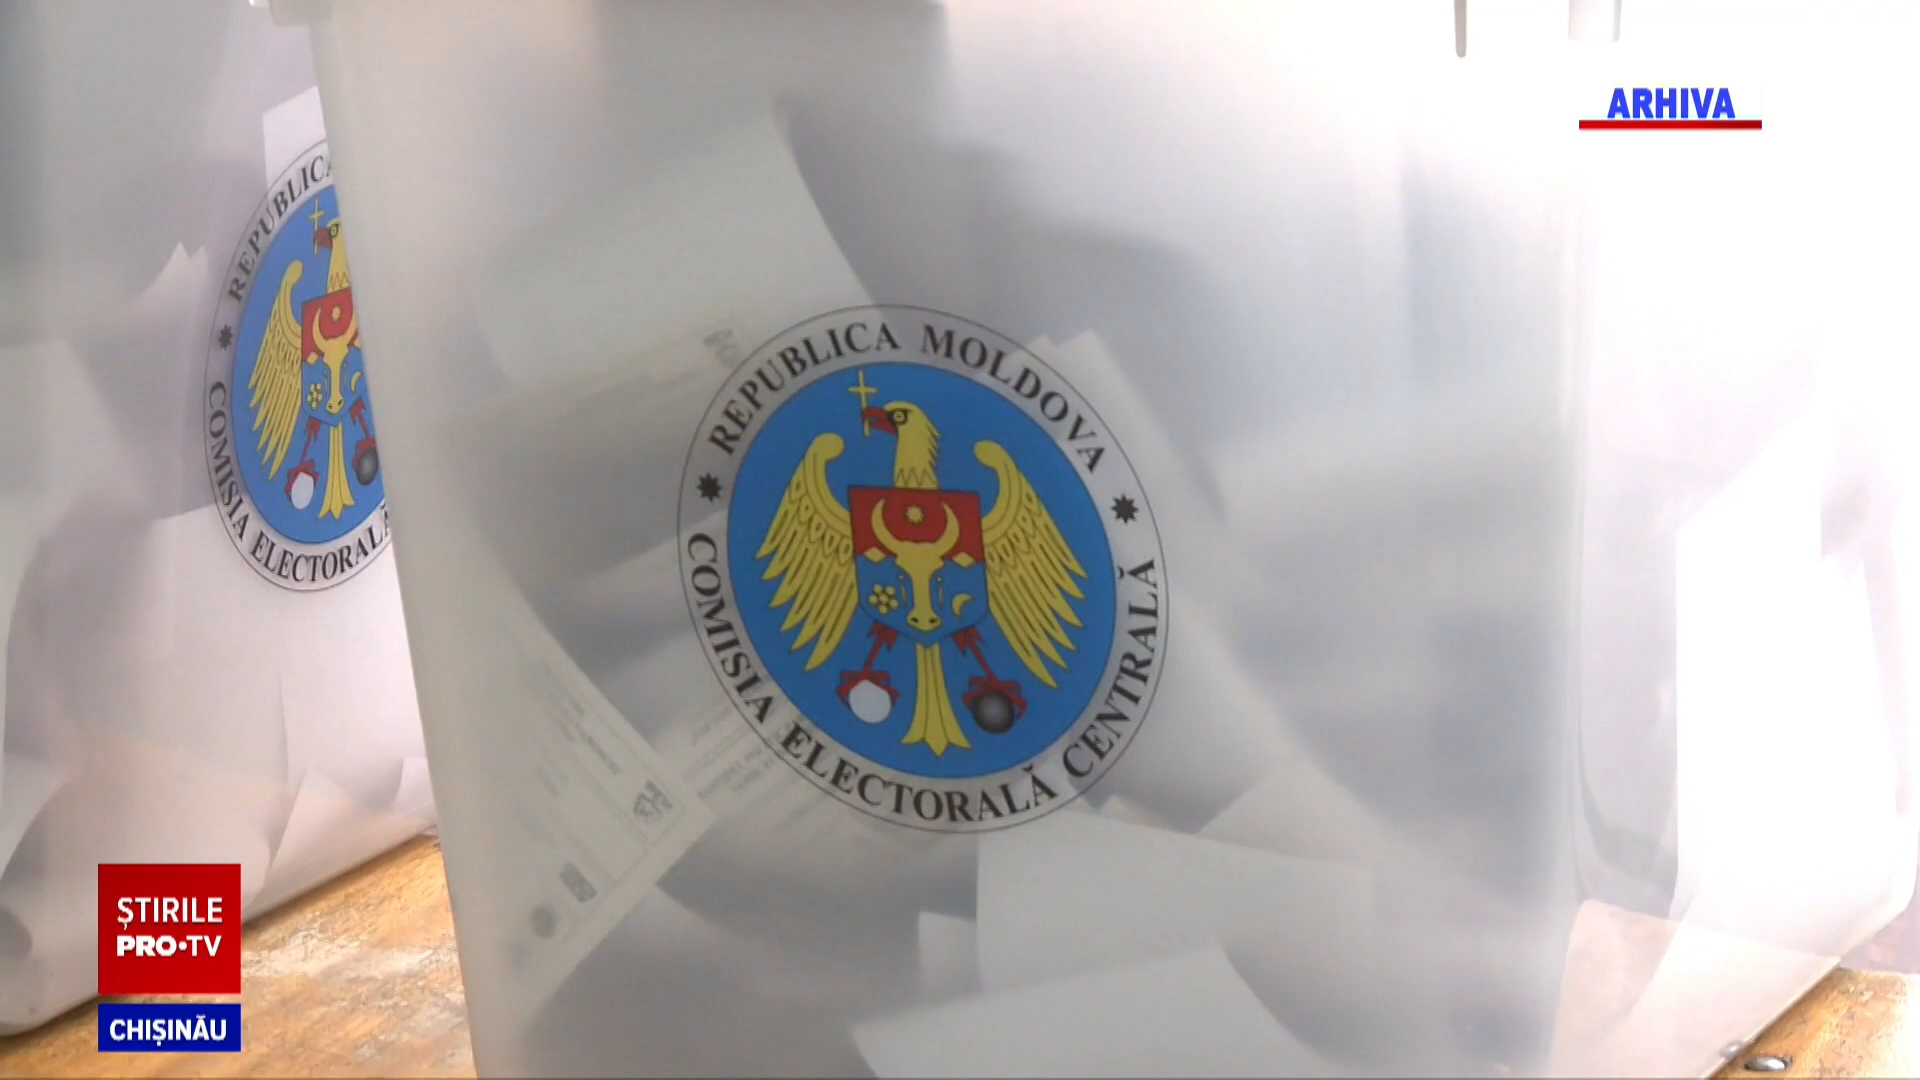 ARHIVA
REPUBLICA
COMISIA ELECTORALĂ
REPUBLICA MOLDOVA
COMISIA ELECTORALĂ CENTRALĂ
ȘTIRILE
PRO•TV
CHIȘINĂU